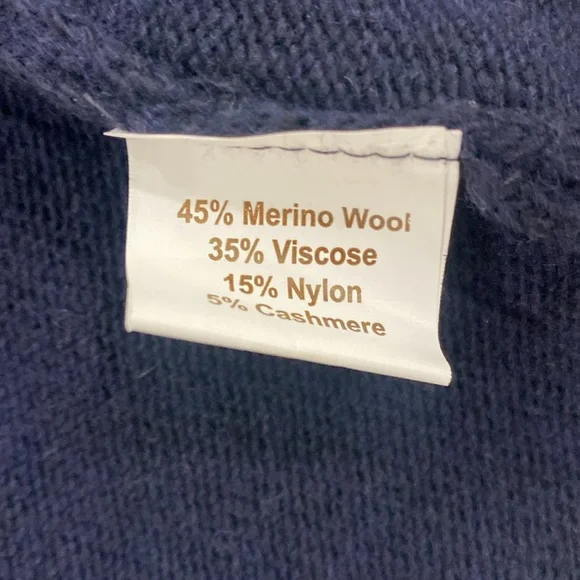 45% Merino Wool
35% Viscose
15% Nylon
5% Cashmere